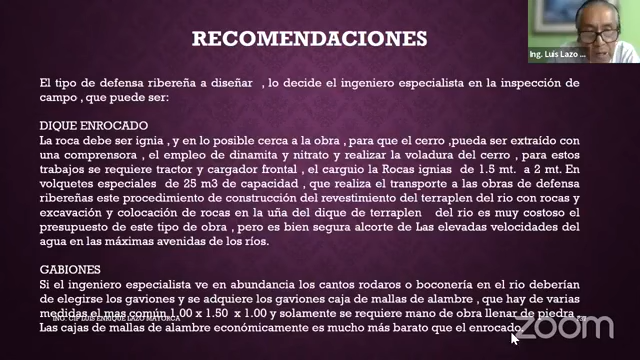 RECOMENDACIONES
Ing. Luis Lazo ...
El tipo de defensa ribereña a diseñar , lo decide el ingeniero especialista en la inspección de
campo , que puede ser:
DIQUE ENROCADO
La roca debe ser ignia , y en lo posible cerca a la obra , para que el cerro ,pueda ser extraído con
una comprensora , el empleo de dinamita y nitrato y realizar la voladura del cerro , para estos
trabajos se requiere tractor y cargador frontal , el carguio la Rocas ignias de 1.5 mt. a 2 mt. En
volquetes especiales de 25 m3 de capacidad , que realiza el transporte a las obras de defensa
ribereñas este procedimiento de construcción del revestimiento del terraplen del rio con rocas y
excavación y colocación de rocas en la uña del dique de terraplen del rio es muy costoso el
presupuesto de este tipo de obra , pero es bien segura alcorte de Las elevadas velocidades del
agua en las máximas avenidas de los ríos.
GABIONES
Si el ingeniero especialista ve en abundancia los cantos rodaros o boconería en el rio deberían
de elegirse los gaviones y se adquiere los gaviones caja de mallas de alambre , que hay de varias
medidas el mas común 1.00 x 1.50 x 1.00 y solamente se requiere mano de obra llenar de piedra .
ING. CIP LUIS ENRIQUE LAZO MAYORCA
Las cajas de mallas de alambre económicamente es mucho más barato que el enrocado.
zoom